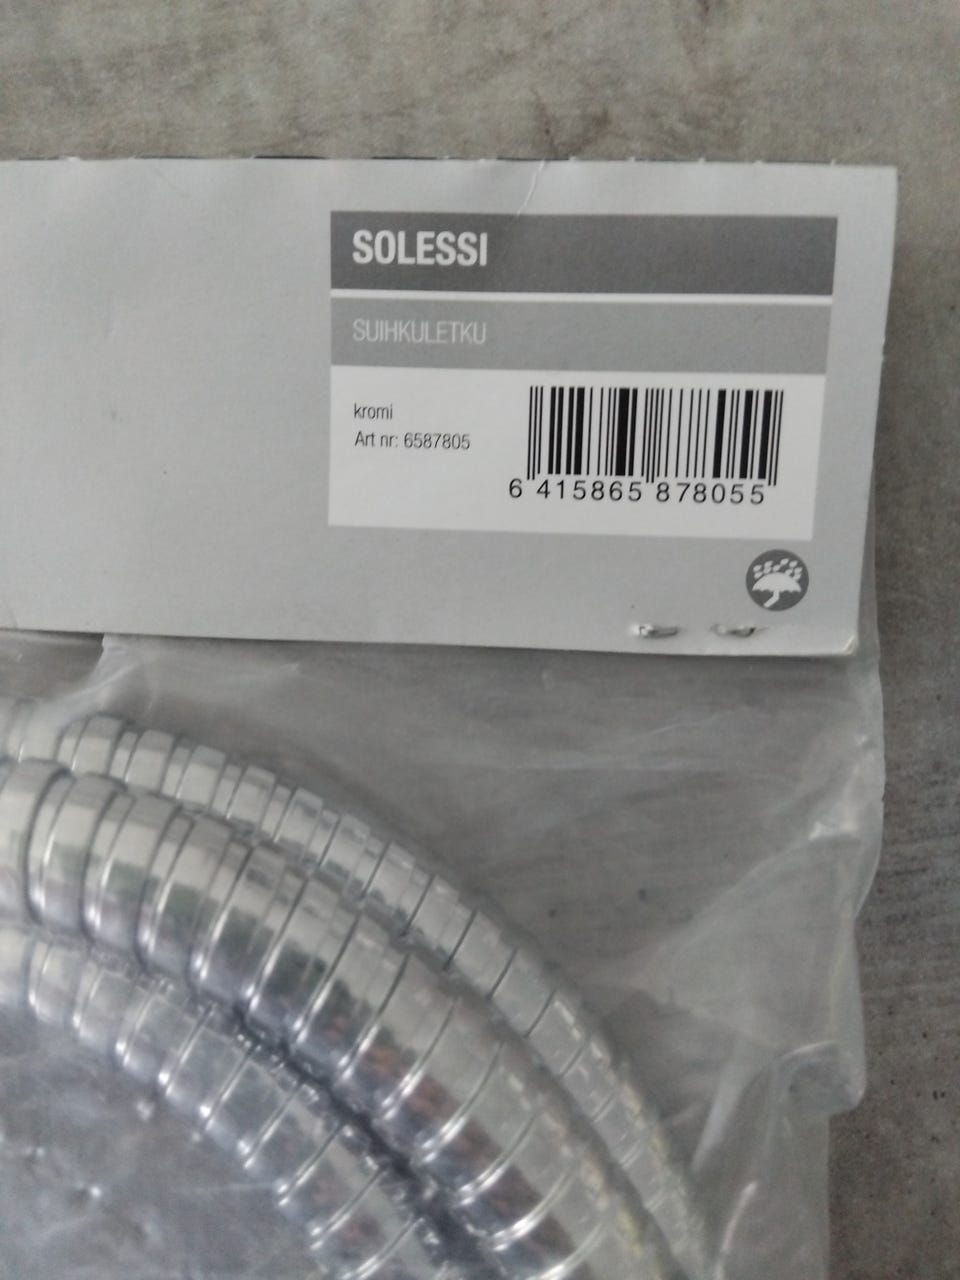 SOLESSI
SUIHKULETKU
kromi
Art nr: 6587805
6 415865 878055